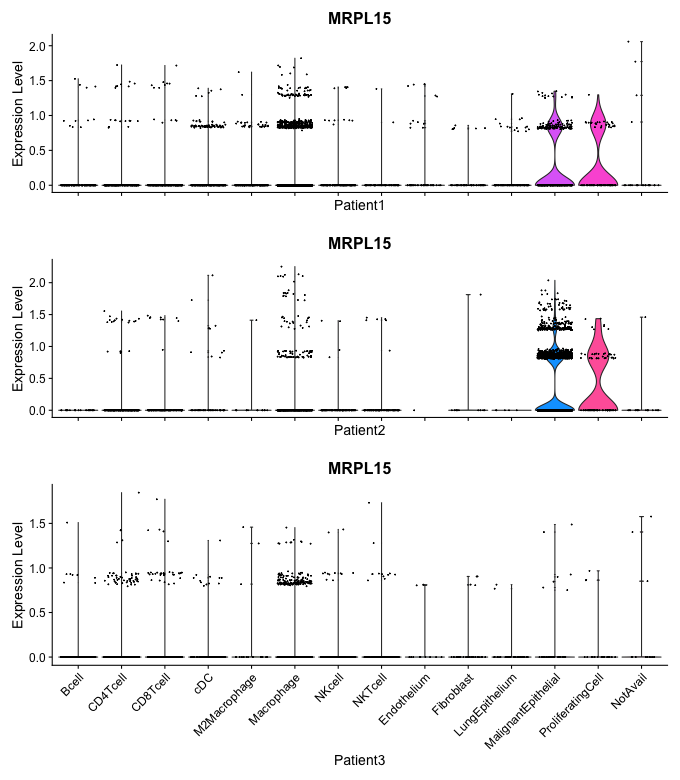 MRPL15
Expression Level
2.0
1.5
1.0
0.5
0.0
Patient1
MRPL15
Expression Level
2.0
1.5
1.0
0.5
0.0
Patient2
MRPL15
Expression Level
1.5
1.0
0.5
0.0
Bcell
CD4Tcell
CD8Tcell
cDC
M2Macrophage
Macrophage
NKcell
NKTcell
Endothelium
Fibroblast
LungEpithelium
MalignantEpithelial
ProliferatingCell
NotAvail
Patient3